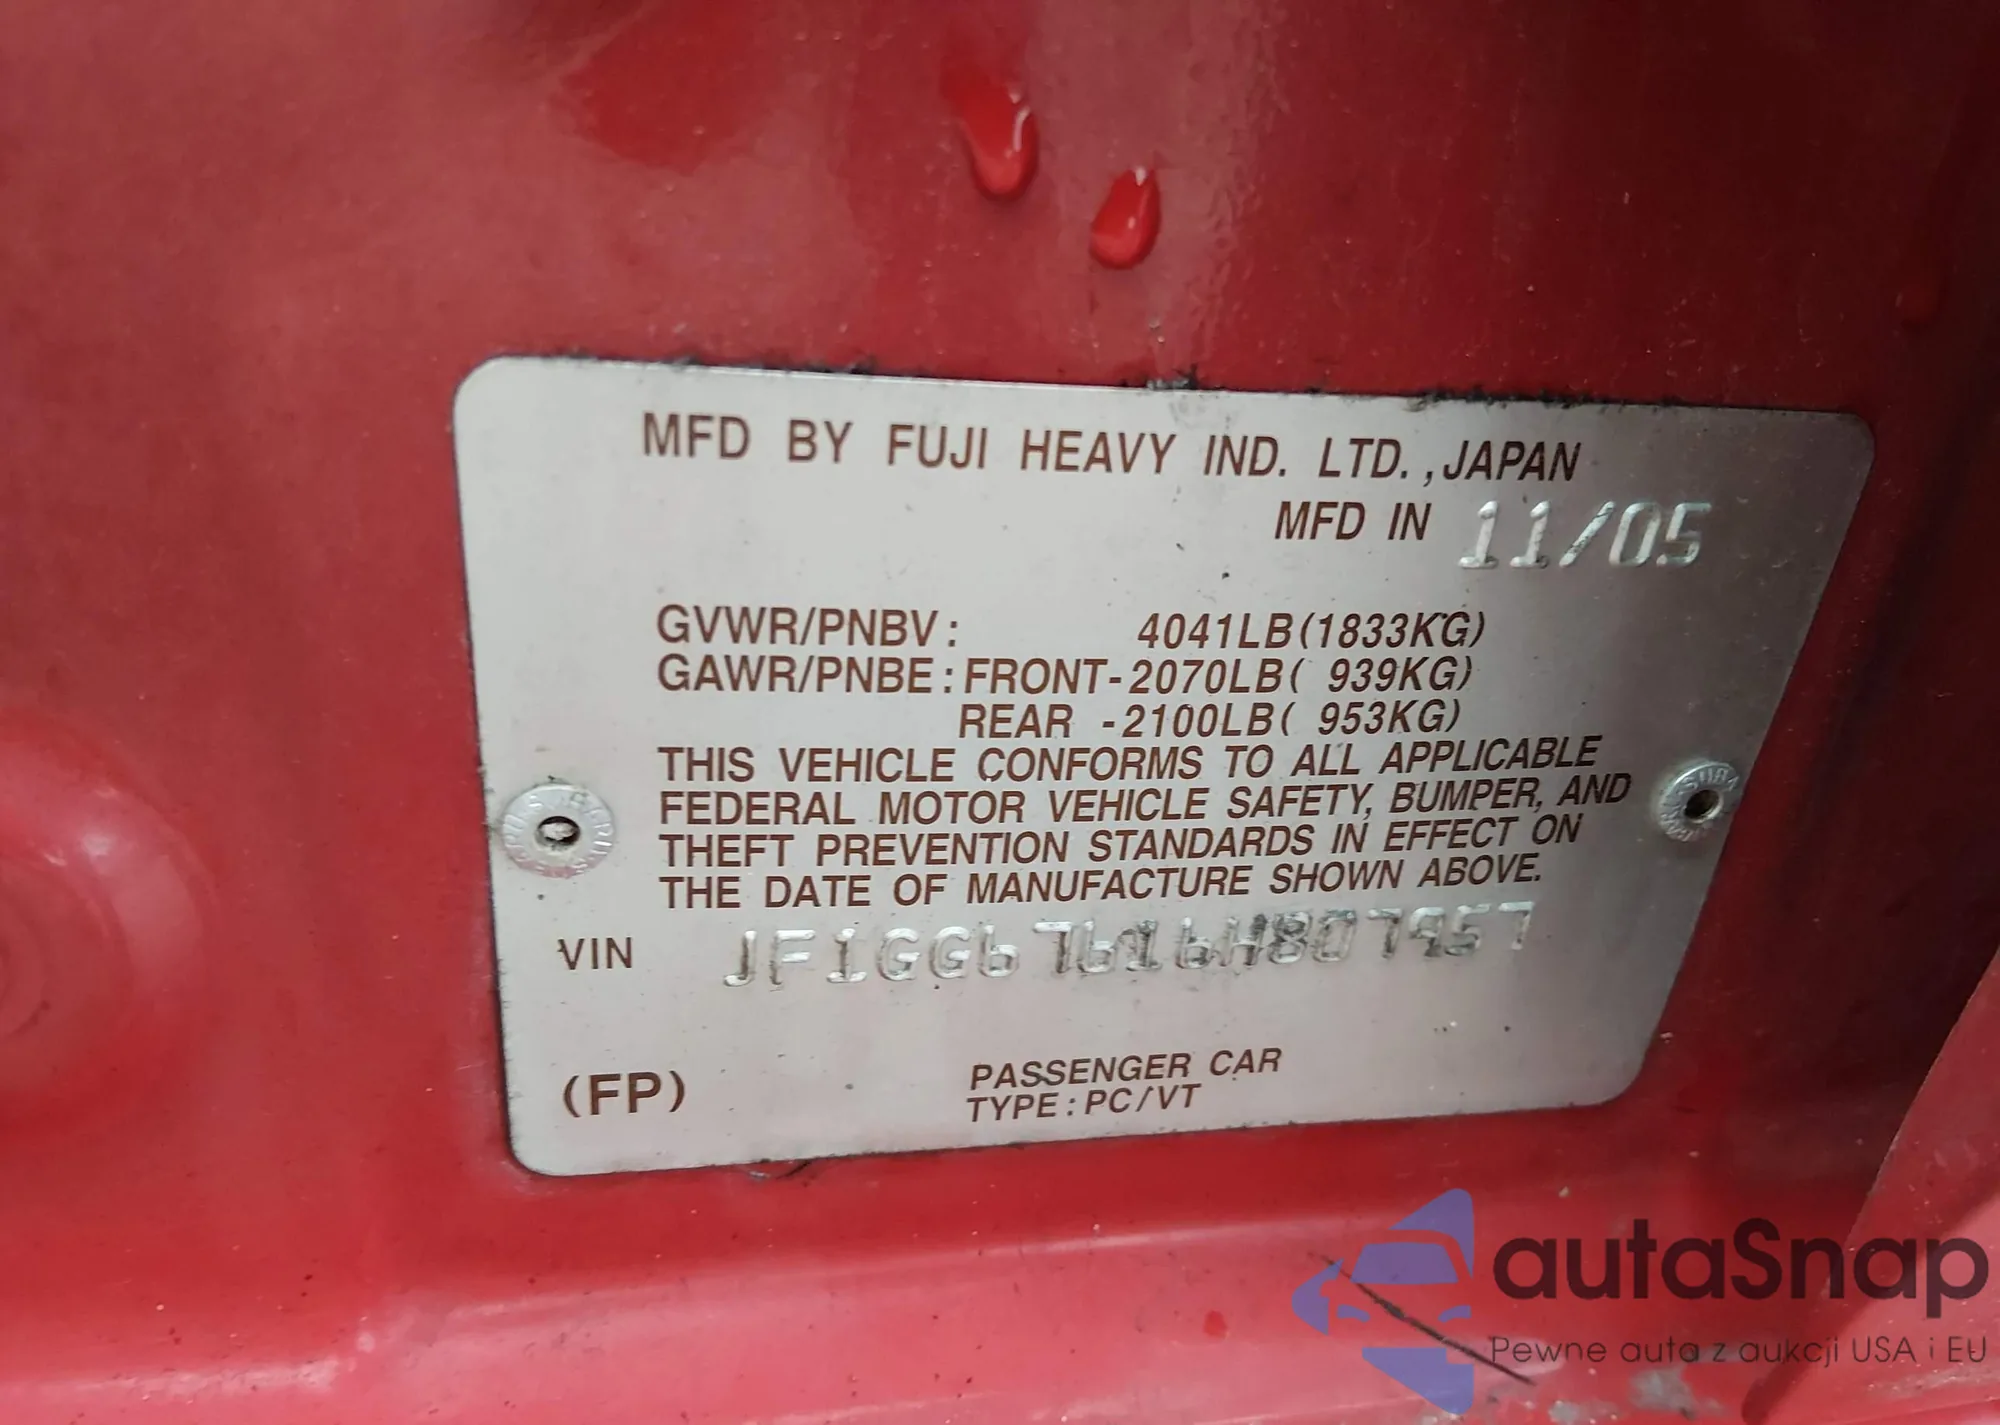 MFD BY FUJI HEAVY IND. LTD.,JAPAN
MFD IN 11/05
GVWR/PNBV: 4041LB(1833KG)
GAWR/PNBE:FRONT-2070LB( 939KG)
REAR -2100LB( 953KG)
THIS VEHICLE CONFORMS TO ALL APPLICABLE
FEDERAL MOTOR VEHICLE SAFETY, BUMPER, AND
THEFT PREVENTION STANDARDS IN EFFECT ON
THE DATE OF MANUFACTURE SHOWN ABOVE.
VIN JF1GG67616H807957
(FP) PASSENGER CAR
TYPE:PC/VT
autaSnap
Pewne auta z aukcji USA i EU